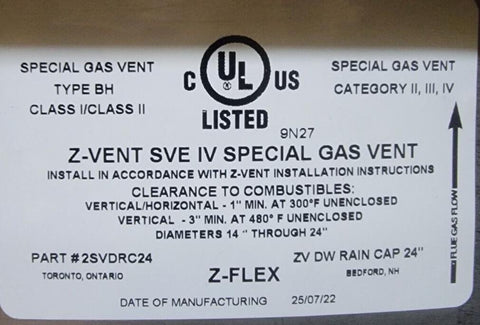 SPECIAL GAS VENT
TYPE BH
CLASS I/CLASS II
C UL US
®
LISTED
9N27
SPECIAL GAS VENT
CATEGORY II, III, IV
Z-VENT SVE IV SPECIAL GAS VENT
INSTALL IN ACCORDANCE WITH Z-VENT INSTALLATION INSTRUCTIONS
CLEARANCE TO COMBUSTIBLES:
VERTICAL/HORIZONTAL - 1" MIN. AT 300°F UNENCLOSED
VERTICAL - 3" MIN. AT 480° F UNENCLOSED
DIAMETERS 14 " THROUGH 24"
FLUE GAS FLOW
PART #2SVDRC24
TORONTO, ONTARIO
Z-FLEX
ZV DW RAIN CAP 24"
BEDFORD, NH
DATE OF MANUFACTURING 25/07/22